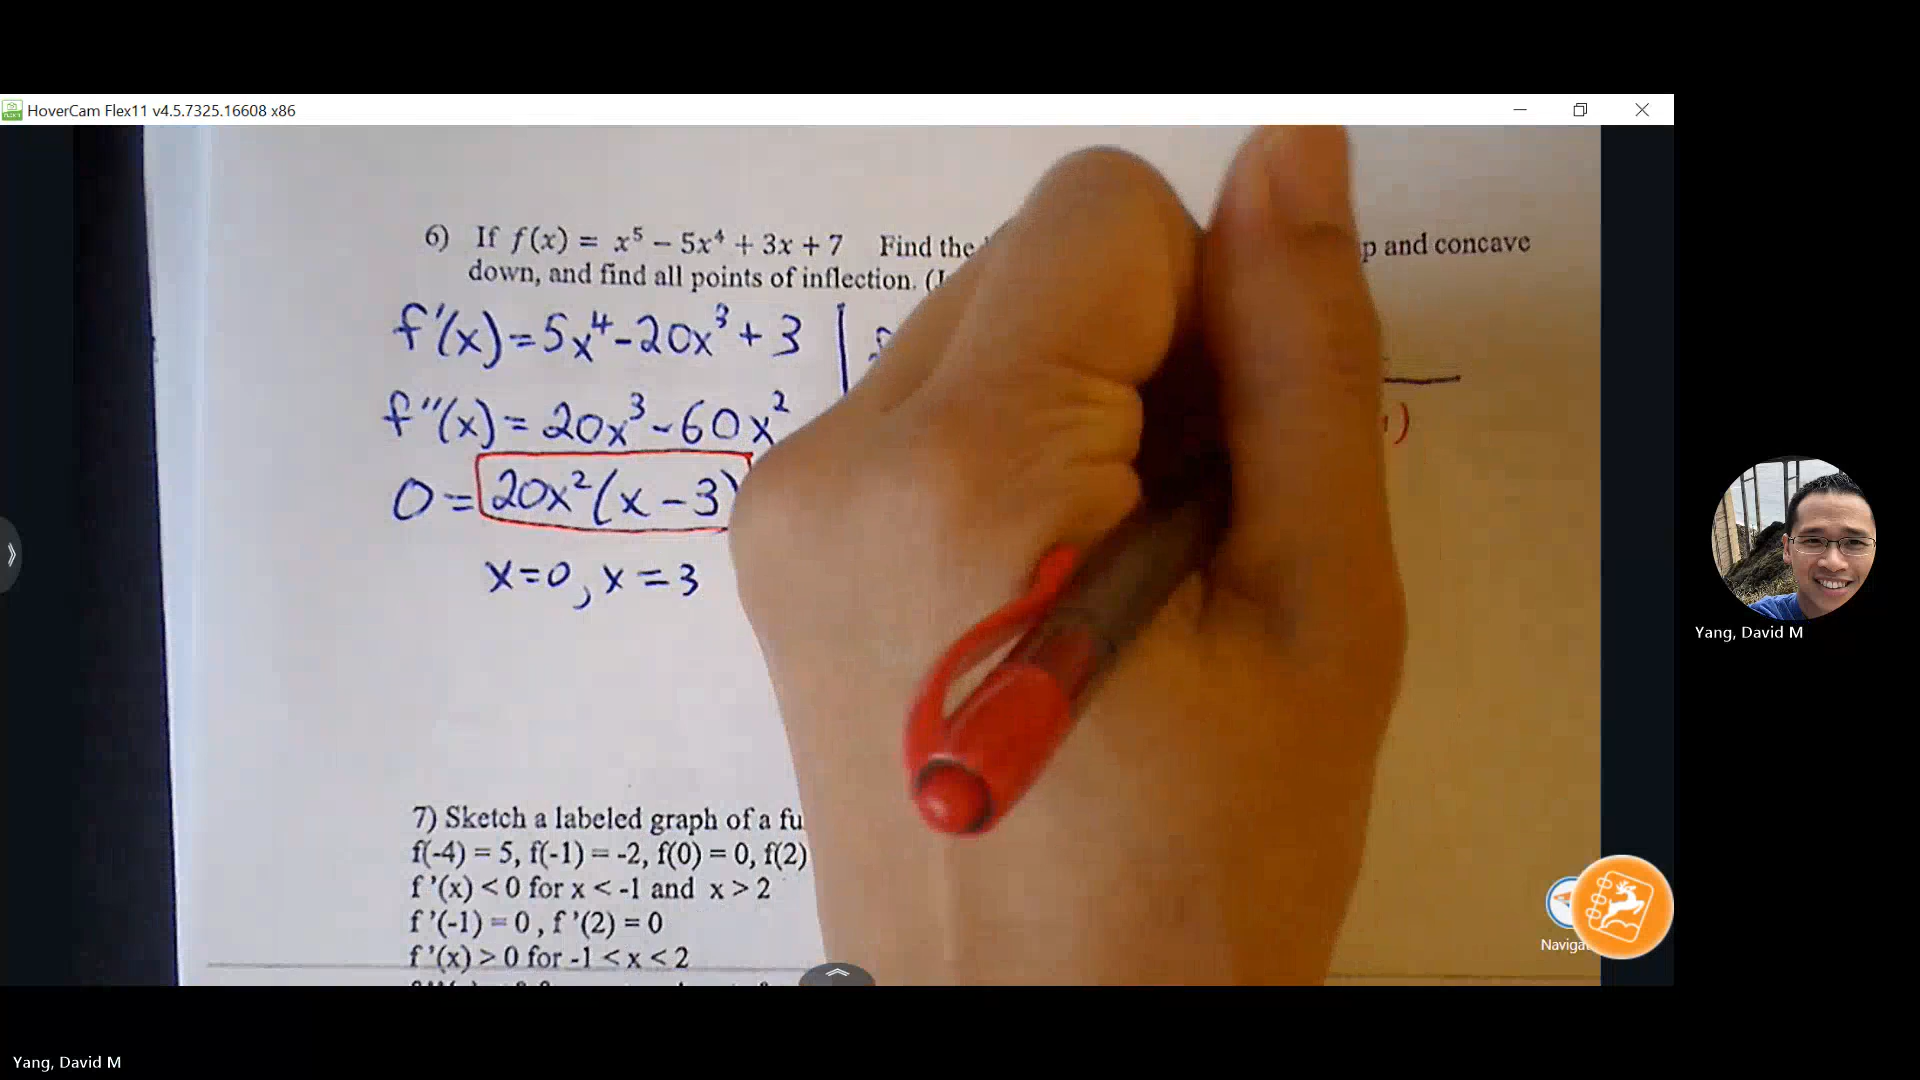 HoverCam Flex11 v4.5.7325.16608 x86
6) If f(x) = x⁵ − 5x⁴ + 3x + 7 Find the p and concave
down, and find all points of inflection. (
f'(x) = 5x⁴ - 20x³ + 3
f''(x) = 20x³ - 60x²
0 = 20x²(x - 3)
x = 0, x = 3
7) Sketch a labeled graph of a fu
f(-4) = 5, f(-1) = -2, f(0) = 0, f(2)
f '(x) < 0 for x < -1 and x > 2
f '(-1) = 0 , f '(2) = 0
f '(x) > 0 for -1 < x < 2
Naviga
Yang, David M
Yang, David M